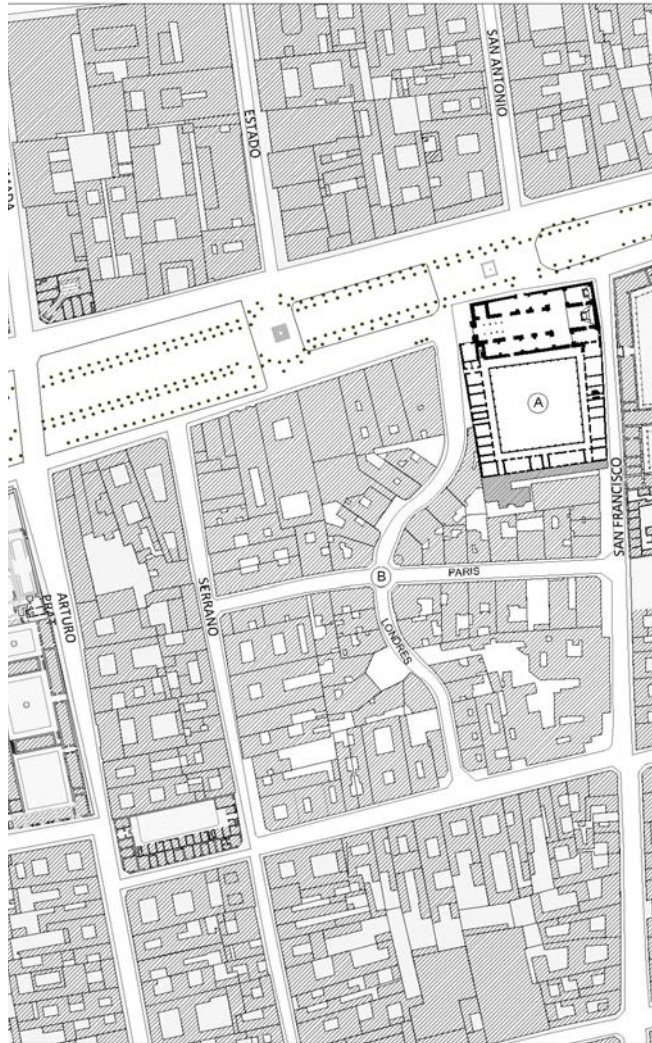 SAN ANTONIO
ESTADO
A
SAN FRANCISCO
B
PARIS
SERRANO
ARTURO
PRAT
LONDRES